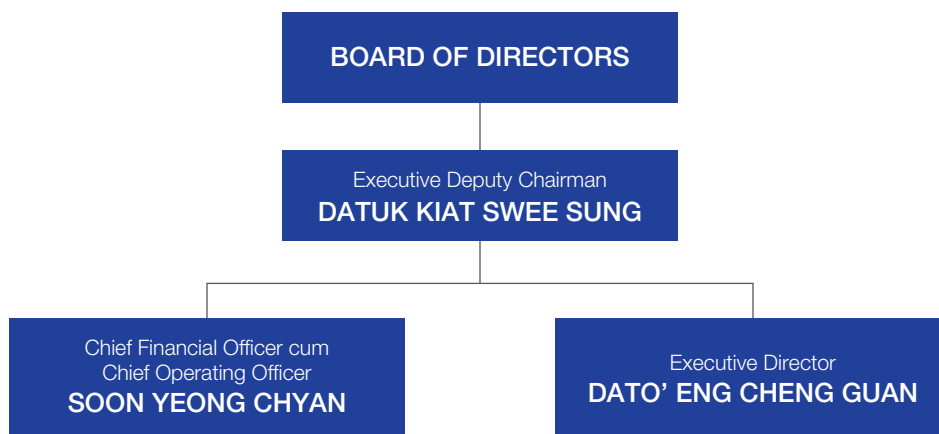 BOARD OF DIRECTORS
Executive Deputy Chairman
DATUK KIAT SWEE SUNG
Chief Financial Officer cum
Chief Operating Officer
SOON YEONG CHYAN
Executive Director
DATO’ ENG CHENG GUAN